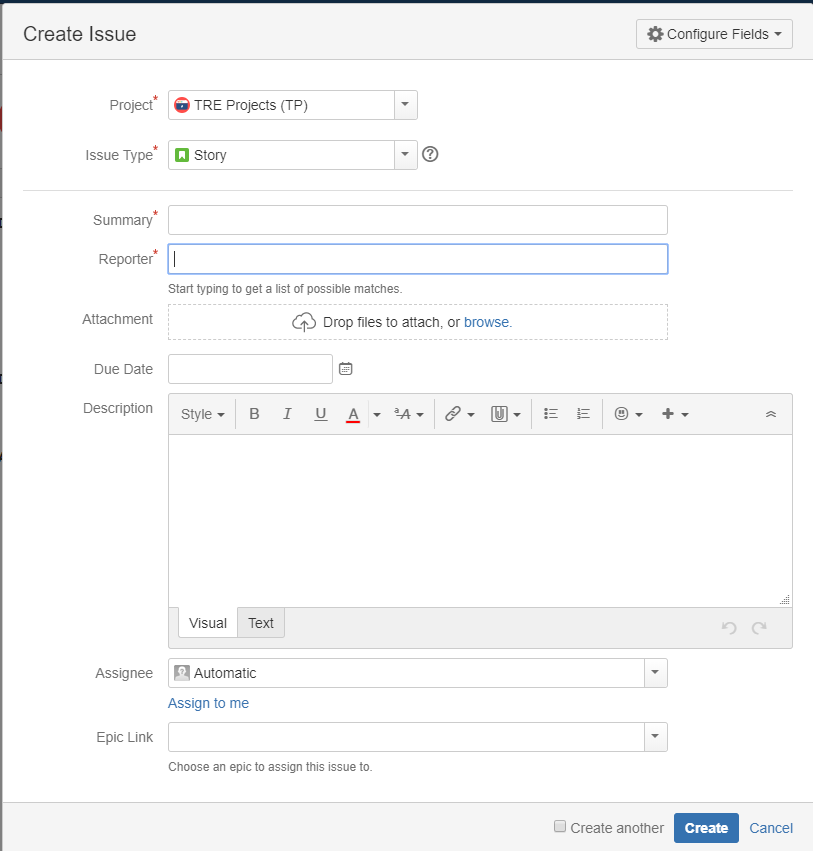 Create Issue
Configure Fields
Project* TRE Projects (TP)
Issue Type* Story
Summary*
Reporter*
Start typing to get a list of possible matches.
Attachment Drop files to attach, or browse.
Due Date
Description Style B I U A ªA
Visual Text
Assignee Automatic
Assign to me
Epic Link
Choose an epic to assign this issue to.
Create another Create Cancel